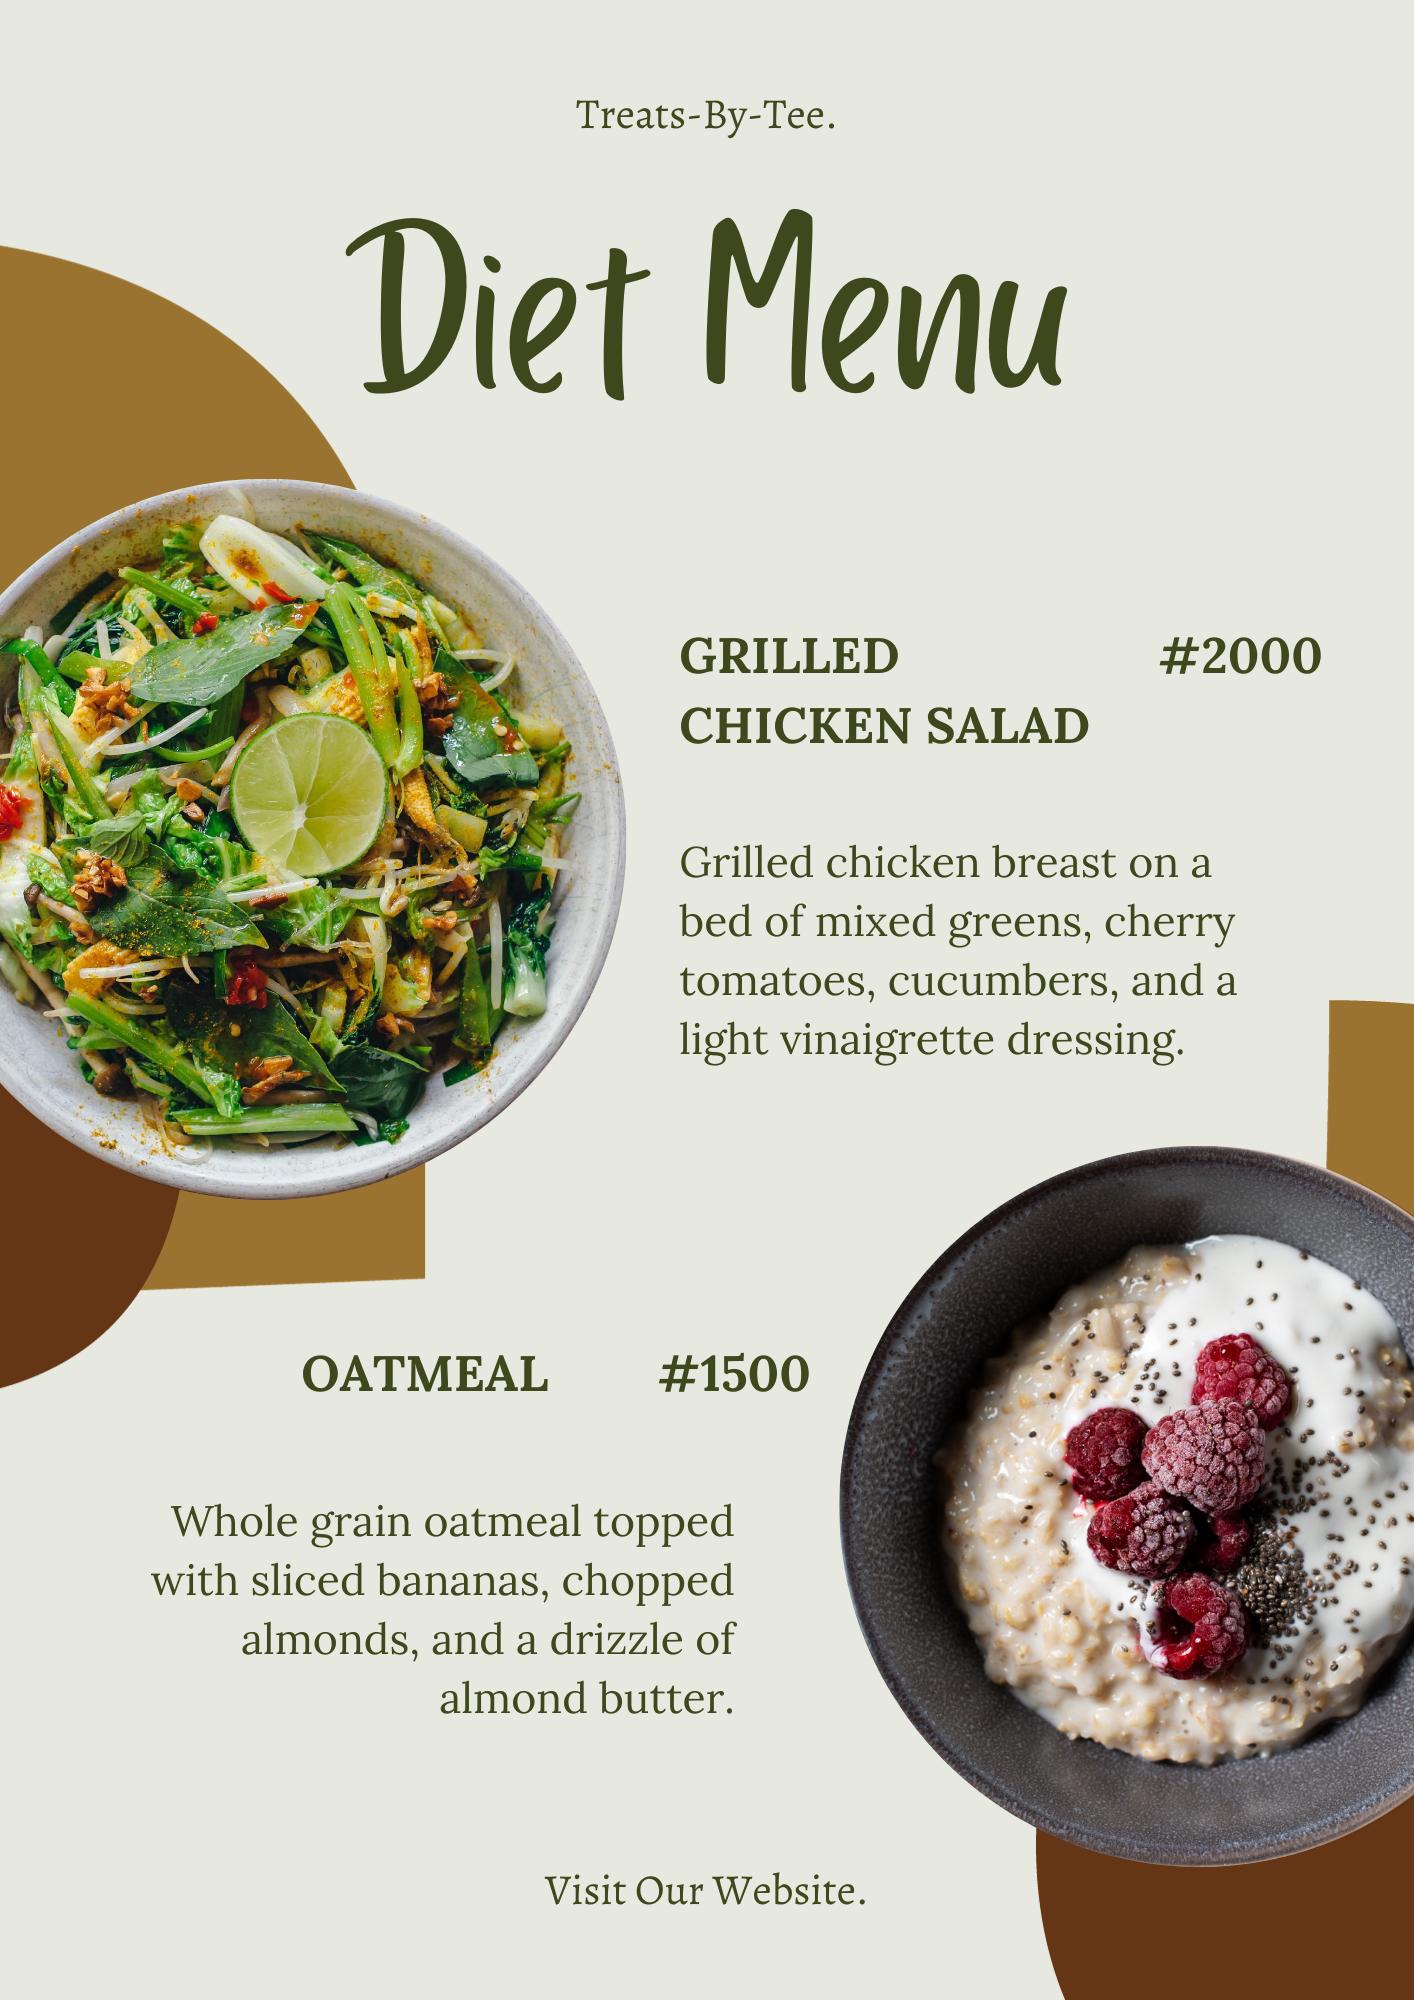 Treats-By-Tee.
Diet Menu
GRILLED #2000
CHICKEN SALAD
Grilled chicken breast on a
bed of mixed greens, cherry
tomatoes, cucumbers, and a
light vinaigrette dressing.
OATMEAL #1500
Whole grain oatmeal topped
with sliced bananas, chopped
almonds, and a drizzle of
almond butter.
Visit Our Website.